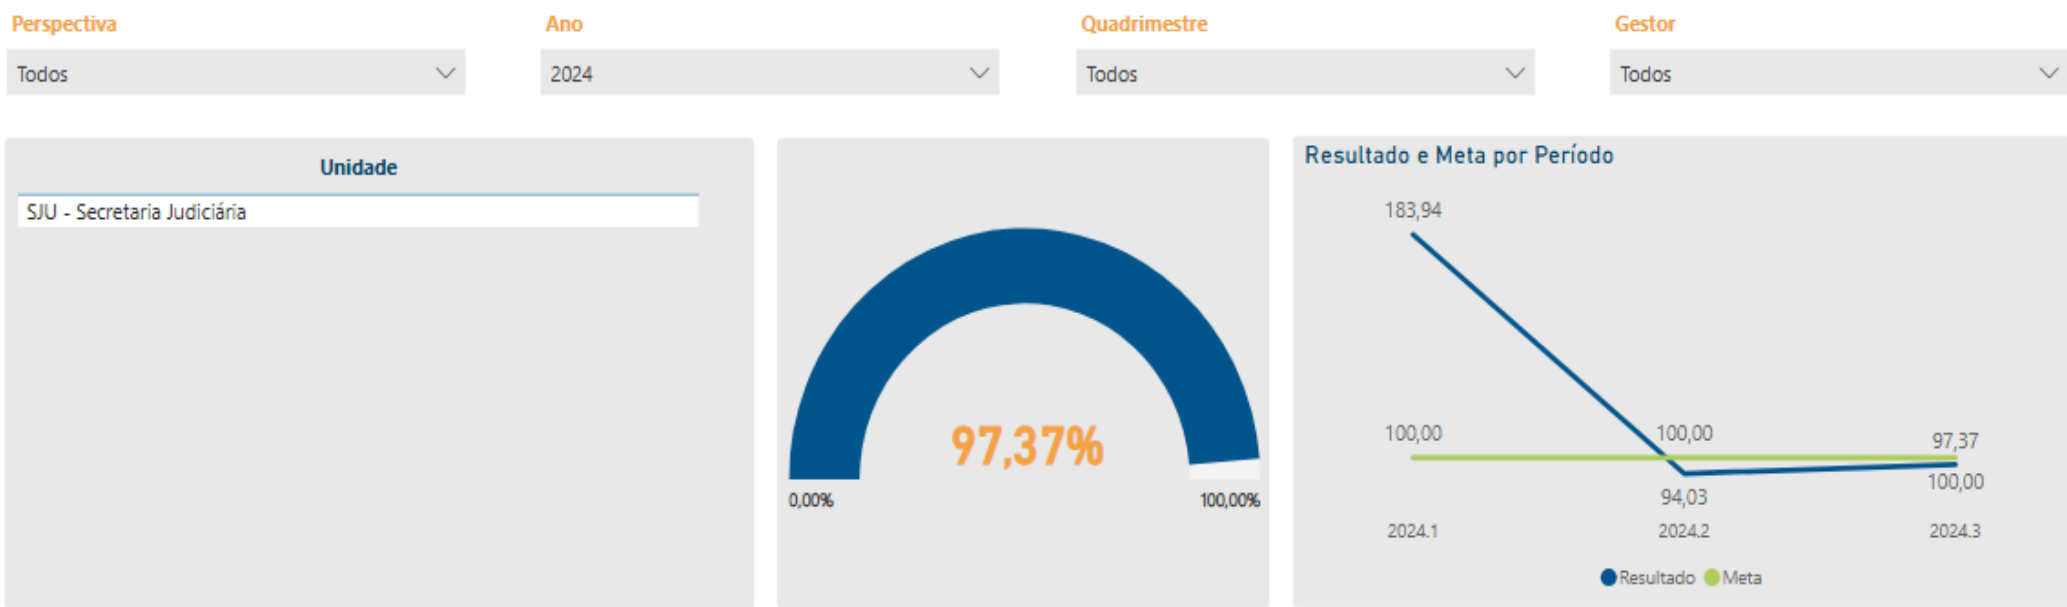 Perspectiva
Todos
Ano
2024
Quadrimestre
Todos
Gestor
Todos
Unidade
SJU - Secretaria Judiciária
97,37%
0,00%
100,00%
Resultado e Meta por Período
183,94
100,00
100,00
97,37
94,03
100,00
2024.1
2024.2
2024.3
Resultado
Meta